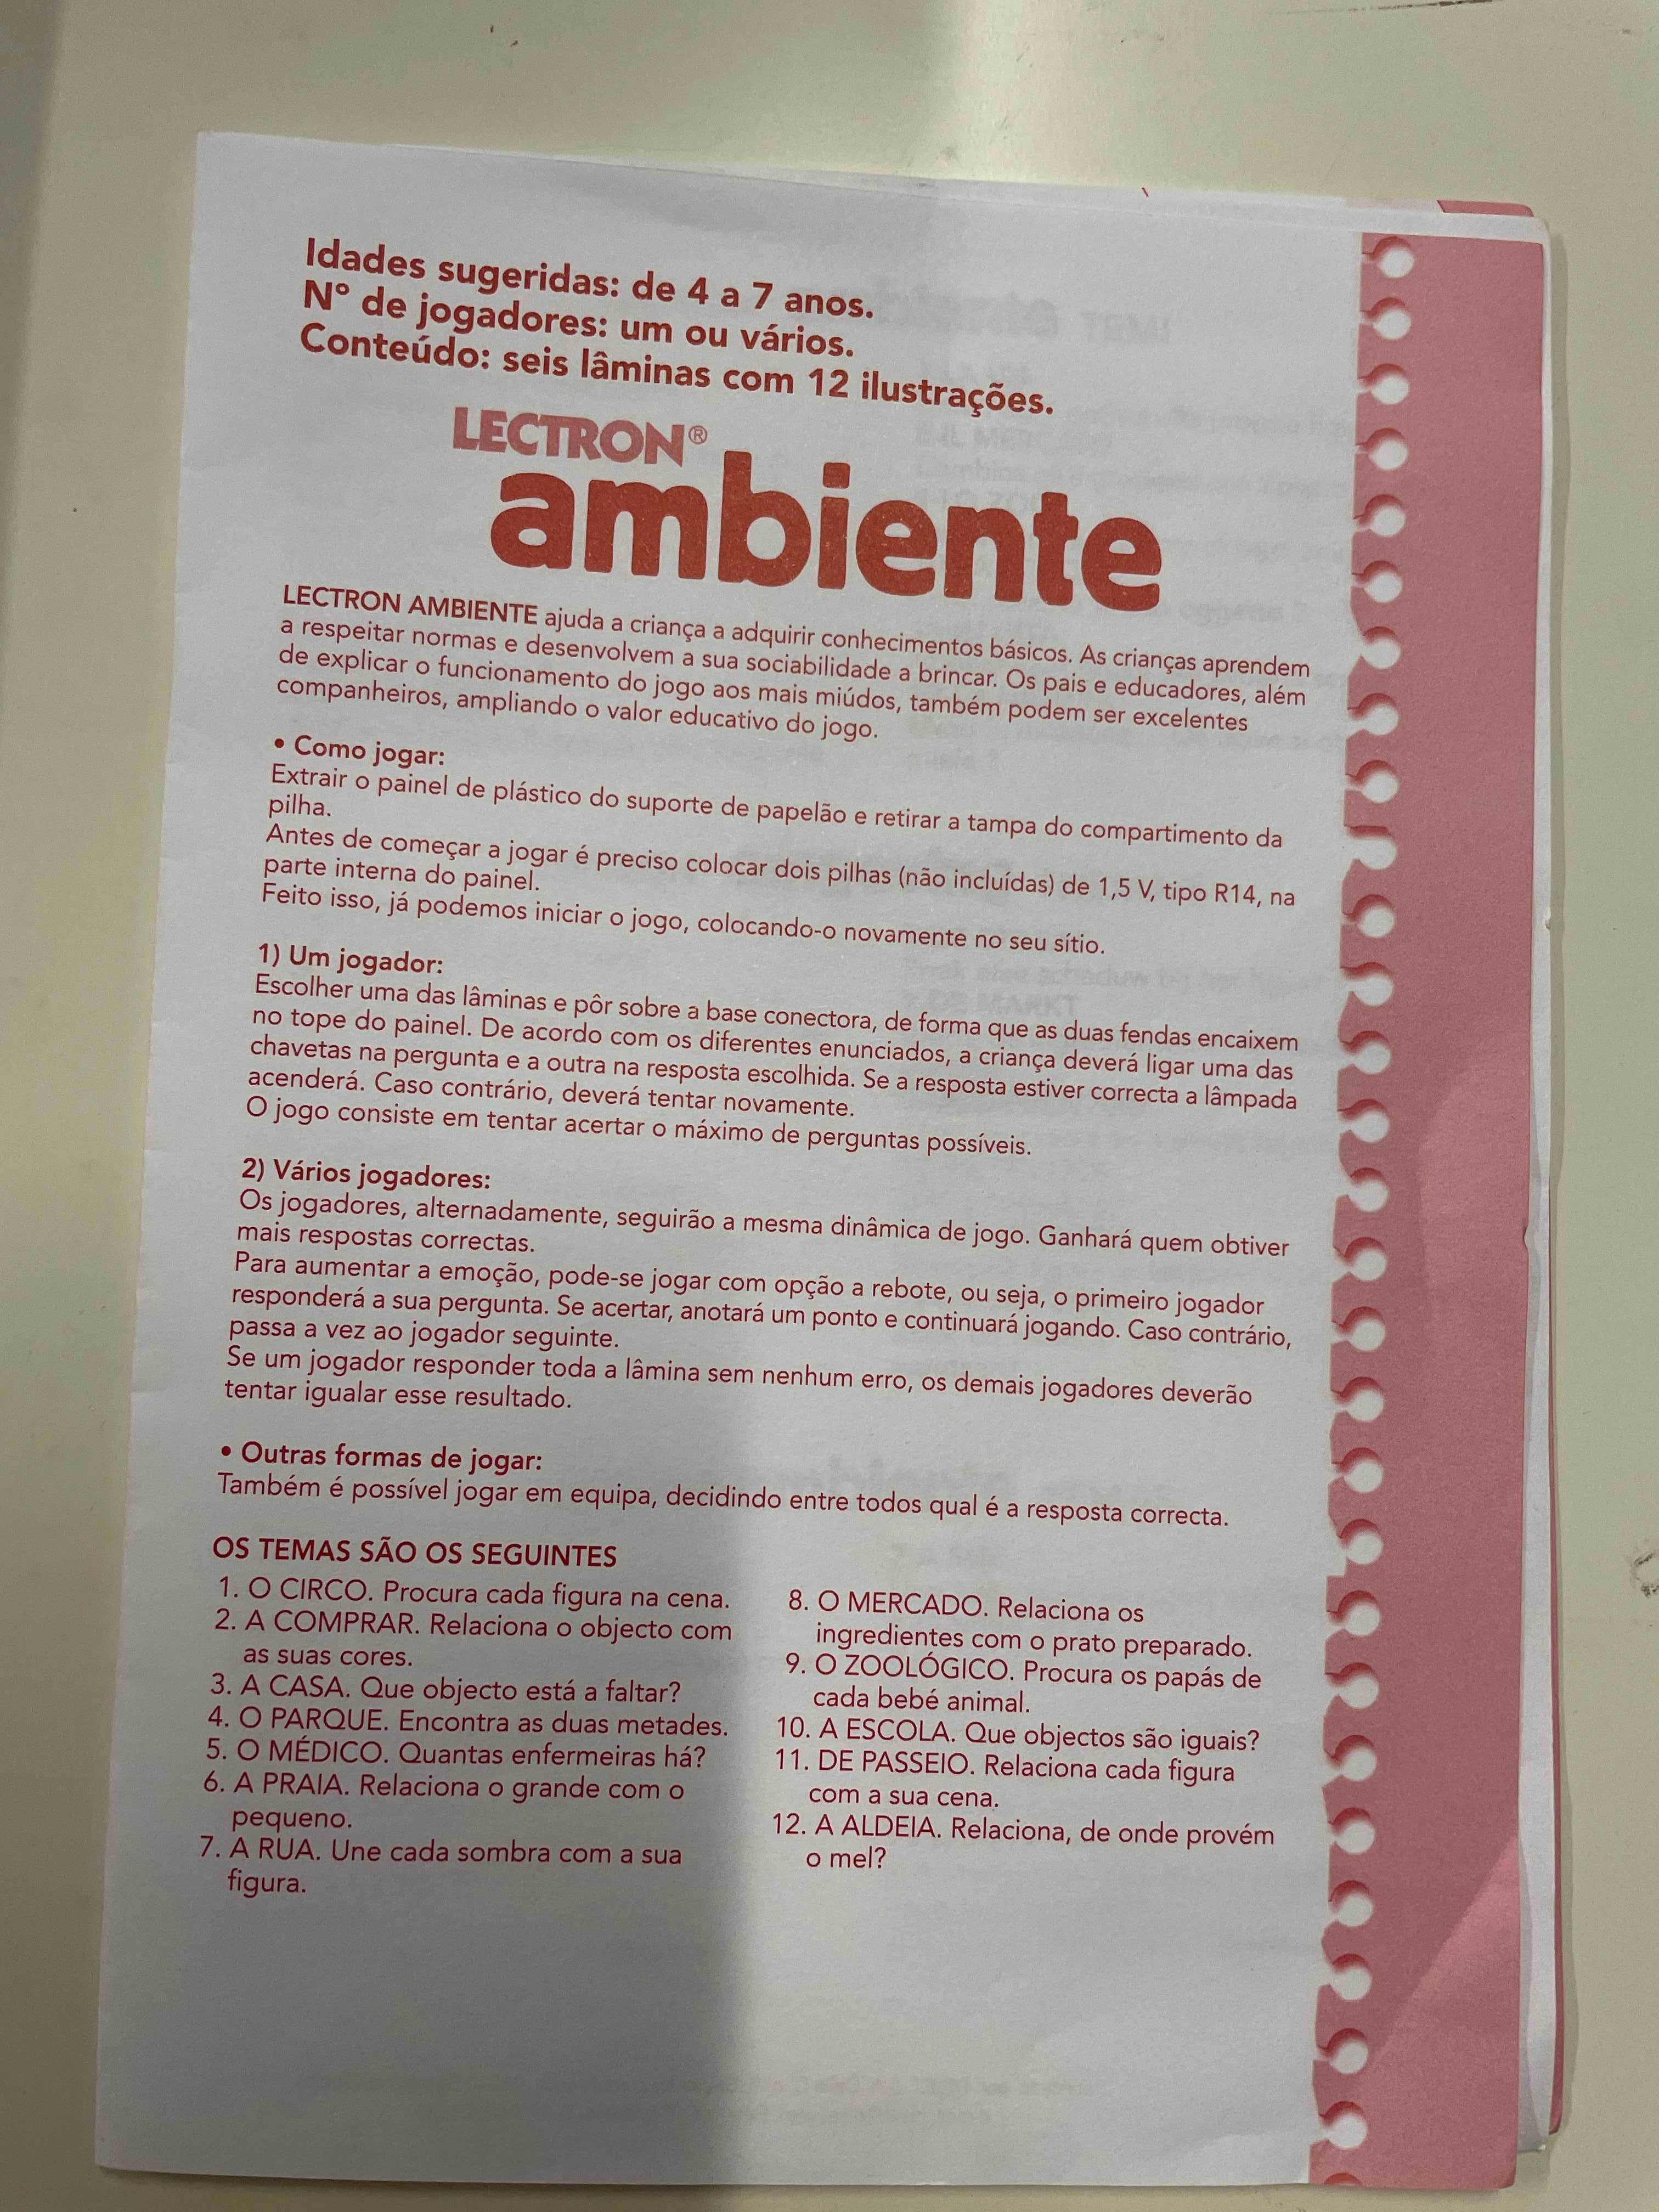 Idades sugeridas: de 4 a 7 anos.
Nº de jogadores: um ou vários.
Conteúdo: seis lâminas com 12 ilustrações.
LECTRON®
ambiente
LECTRON AMBIENTE ajuda a criança a adquirir conhecimentos básicos. As crianças aprendem
a respeitar normas e desenvolvem a sua sociabilidade a brincar. Os pais e educadores, além
de explicar o funcionamento do jogo aos mais miúdos, também podem ser excelentes
companheiros, ampliando o valor educativo do jogo.
• Como jogar:
Extrair o painel de plástico do suporte de papelão e retirar a tampa do compartimento da
pilha.
Antes de começar a jogar é preciso colocar dois pilhas (não incluídas) de 1,5 V, tipo R14, na
parte interna do painel.
Feito isso, já podemos iniciar o jogo, colocando-o novamente no seu sítio.
1) Um jogador:
Escolher uma das lâminas e pôr sobre a base conectora, de forma que as duas fendas encaixem
no tope do painel. De acordo com os diferentes enunciados, a criança deverá ligar uma das
chavetas na pergunta e a outra na resposta escolhida. Se a resposta estiver correcta a lâmpada
acenderá. Caso contrário, deverá tentar novamente.
O jogo consiste em tentar acertar o máximo de perguntas possíveis.
2) Vários jogadores:
Os jogadores, alternadamente, seguirão a mesma dinâmica de jogo. Ganhará quem obtiver
mais respostas correctas.
Para aumentar a emoção, pode-se jogar com opção a rebote, ou seja, o primeiro jogador
responderá a sua pergunta. Se acertar, anotará um ponto e continuará jogando. Caso contrário,
passa a vez ao jogador seguinte.
Se um jogador responder toda a lâmina sem nenhum erro, os demais jogadores deverão
tentar igualar esse resultado.
• Outras formas de jogar:
Também é possível jogar em equipa, decidindo entre todos qual é a resposta correcta.
OS TEMAS SÃO OS SEGUINTES
1. O CIRCO. Procura cada figura na cena.
2. A COMPRAR. Relaciona o objecto com
as suas cores.
3. A CASA. Que objecto está a faltar?
4. O PARQUE. Encontra as duas metades.
5. O MÉDICO. Quantas enfermeiras há?
6. A PRAIA. Relaciona o grande com o
pequeno.
7. A RUA. Une cada sombra com a sua
figura.
8. O MERCADO. Relaciona os
ingredientes com o prato preparado.
9. O ZOOLÓGICO. Procura os papás de
cada bebé animal.
10. A ESCOLA. Que objectos são iguais?
11. DE PASSEIO. Relaciona cada figura
com a sua cena.
12. A ALDEIA. Relaciona, de onde provém
o mel?